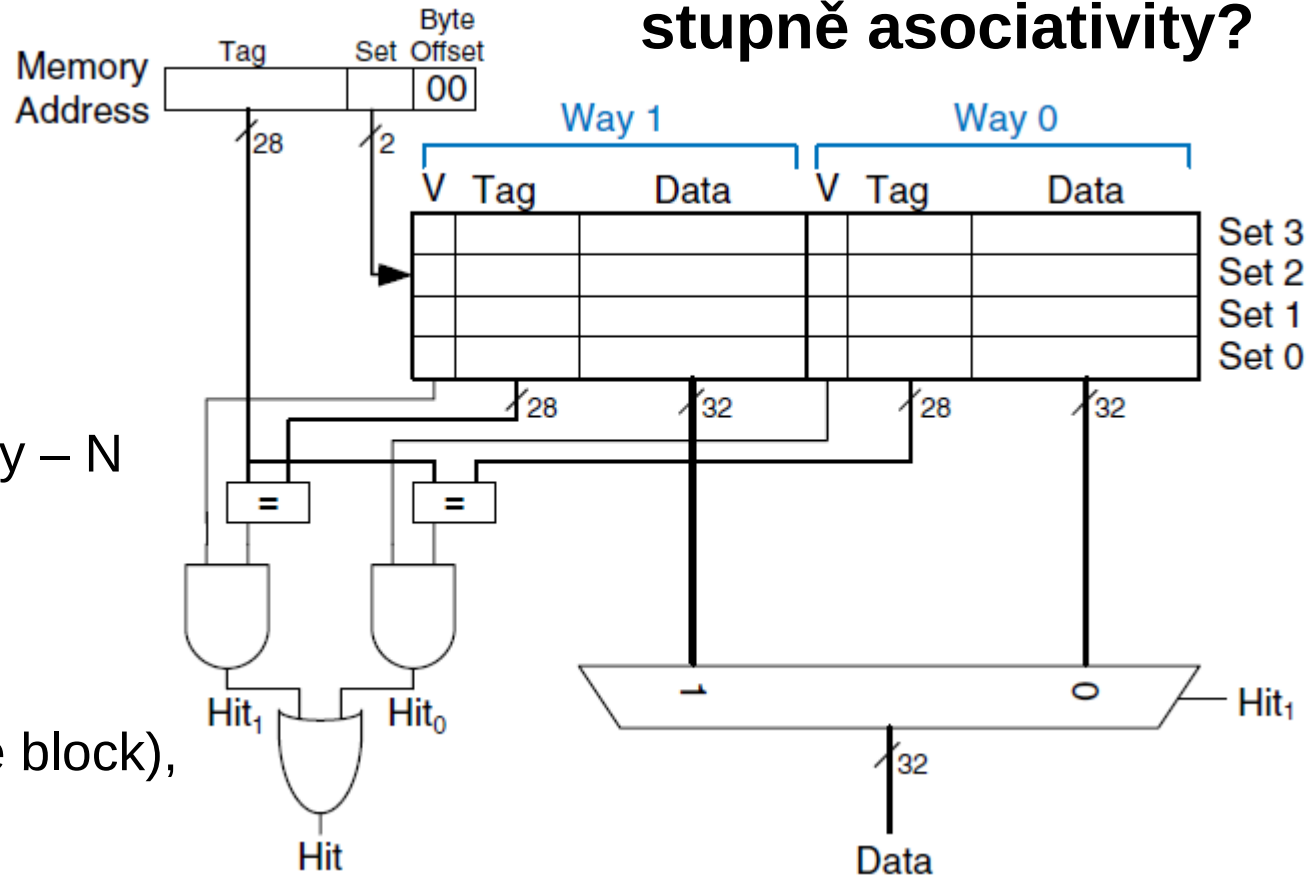 stupně asociativity?
Byte
Tag Set Offset
Memory
Address
00
28
2
Way 1 Way 0
V Tag Data V Tag Data
Set 3
Set 2
Set 1
Set 0
28 32 28 32
y – N
= =
1 0
Hit₁ Hit₀ Hit₁
e block),
32
Hit
Data